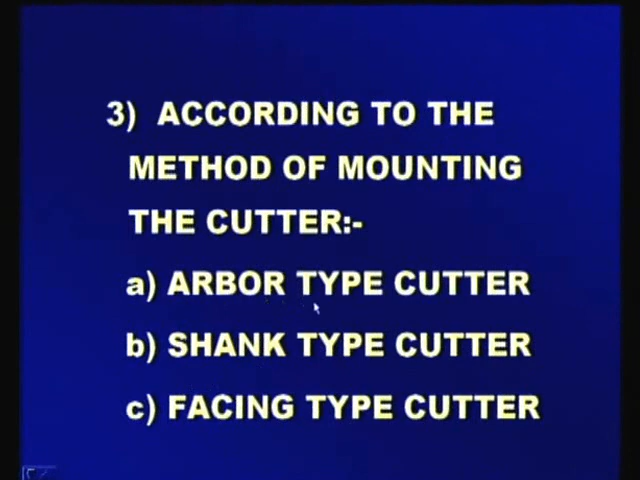 3) ACCORDING TO THE
METHOD OF MOUNTING
THE CUTTER:-
a) ARBOR TYPE CUTTER
b) SHANK TYPE CUTTER
c) FACING TYPE CUTTER